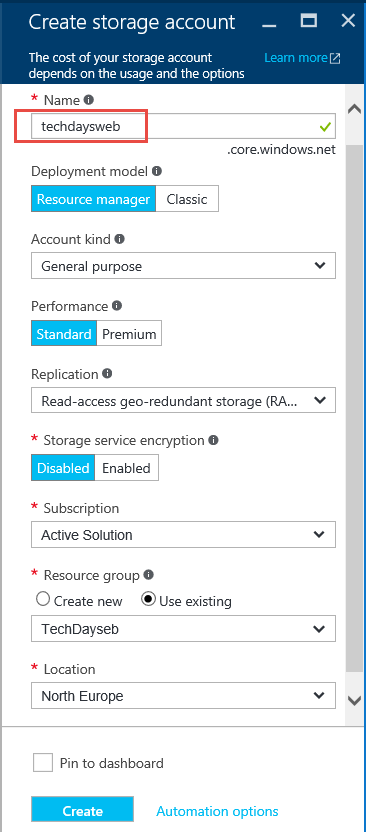 Create storage account
The cost of your storage account
depends on the usage and the options
Learn more
* Name
techdaysweb
.core.windows.net
Deployment model
Resource manager Classic
Account kind
General purpose
Performance
Standard Premium
Replication
Read-access geo-redundant storage (RA...
* Storage service encryption
Disabled Enabled
* Subscription
Active Solution
* Resource group
Create new Use existing
TechDayseb
* Location
North Europe
Pin to dashboard
Create Automation options